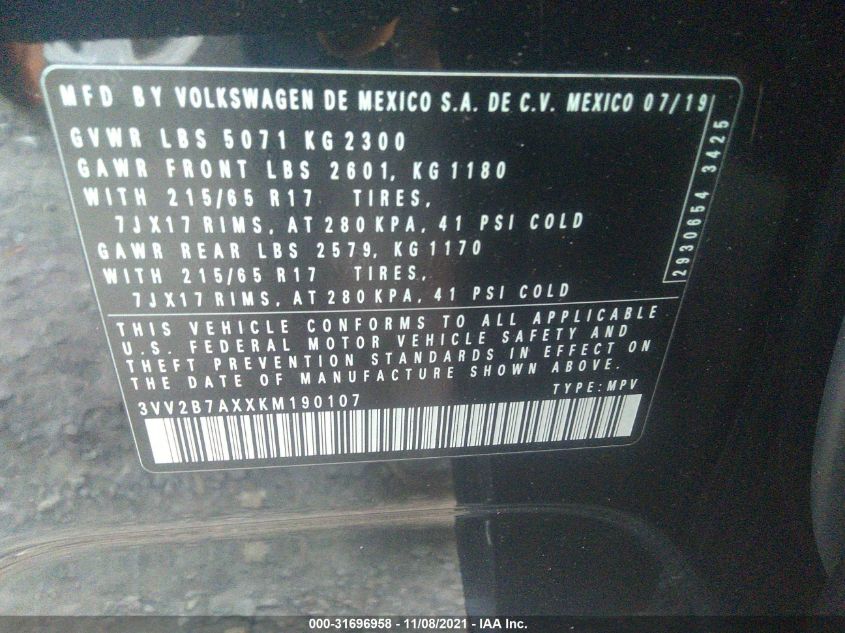 MFD BY VOLKSWAGEN DE MEXICO S.A. DE C.V. MEXICO 07/19
GVWR LBS 5071 KG 2300
GAWR FRONT LBS 2601, KG 1180
WITH 215/65 R17 TIRES,
7JX17 RIMS, AT 280 KPA, 41 PSI COLD
GAWR REAR LBS 2579, KG 1170
WITH 215/65 R17 TIRES,
7JX17 RIMS, AT 280 KPA, 41 PSI COLD
2930654 3425
THIS VEHICLE CONFORMS TO ALL APPLICABLE
U.S. FEDERAL MOTOR VEHICLE SAFETY AND
THEFT PREVENTION STANDARDS IN EFFECT ON
THE DATE OF MANUFACTURE SHOWN ABOVE.
3VV2B7AXXKM190107 TYPE: MPV
000-31696958 - 11/08/2021 - IAA Inc.